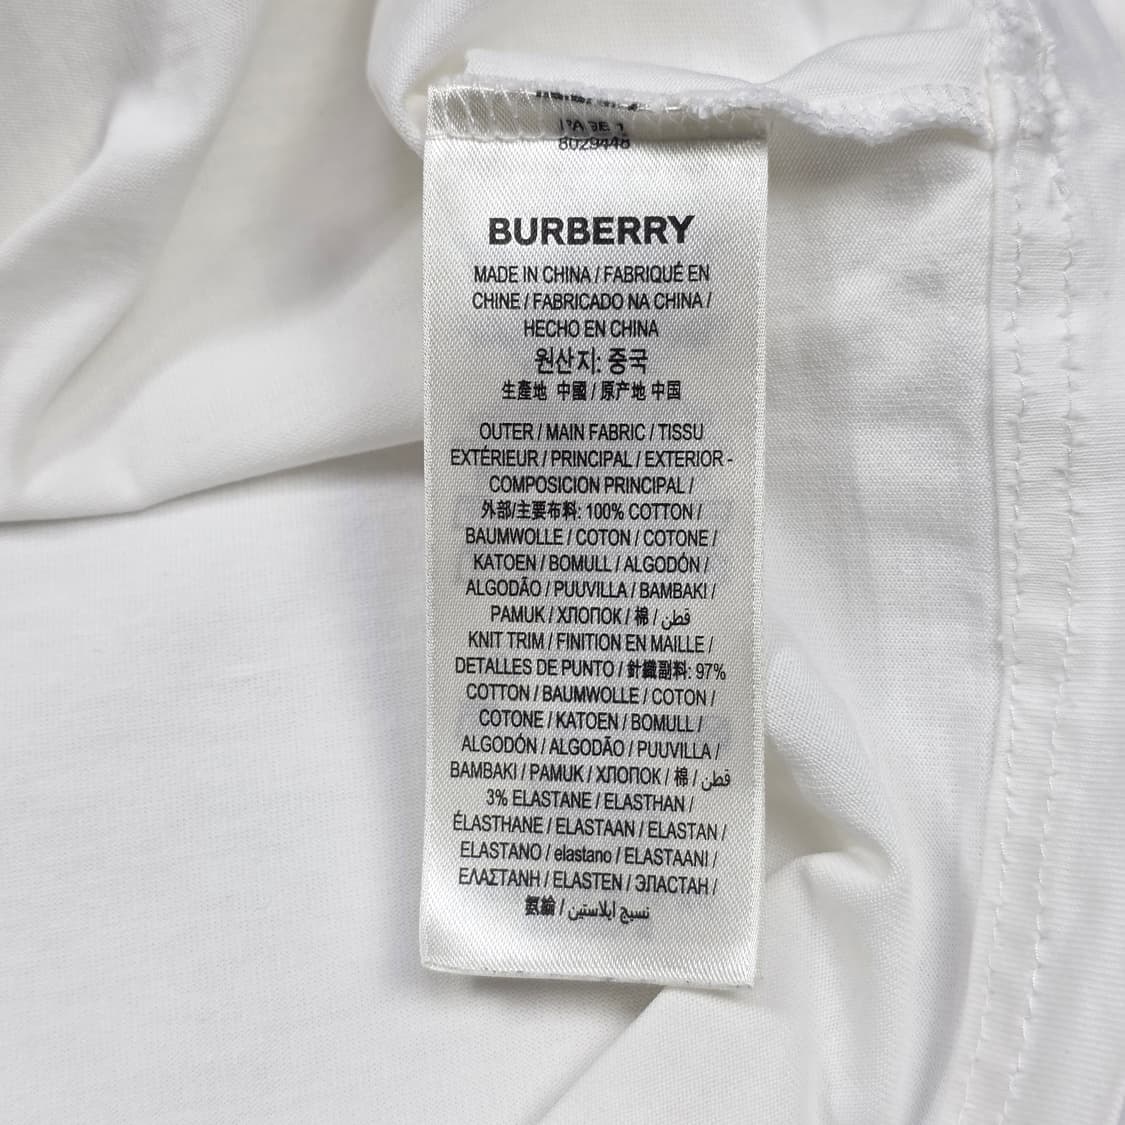 PAGE 1
8029448
BURBERRY
MADE IN CHINA / FABRIQUÉ EN
CHINE / FABRICADO NA CHINA /
HECHO EN CHINA
원산지: 중국
生產地 中國 / 原产地 中国
OUTER / MAIN FABRIC / TISSU
EXTÉRIEUR / PRINCIPAL / EXTERIOR -
COMPOSICION PRINCIPAL /
外部/主要布料: 100% COTTON /
BAUMWOLLE / COTON / COTONE /
KATOEN / BOMULL / ALGODÓN /
ALGODÃO / PUUVILLA / BAMBAKI /
PAMUK / ХЛОПОК / 棉 / قطن
KNIT TRIM / FINITION EN MAILLE /
DETALLES DE PUNTO / 針織副料: 97%
COTTON / BAUMWOLLE / COTON /
COTONE / KATOEN / BOMULL /
ALGODÓN / ALGODÃO / PUUVILLA /
BAMBAKI / PAMUK / ХЛОПОК / 棉 / قطن
3% ELASTANE / ELASTHAN /
ÉLASTHANE / ELASTAAN / ELASTAN /
ELASTANO / elastano / ELASTAANI /
ΕΛΑΣΤΑΝΗ / ELASTEN / ЭЛАСТАН /
氨綸 / نسيج ايلاستين